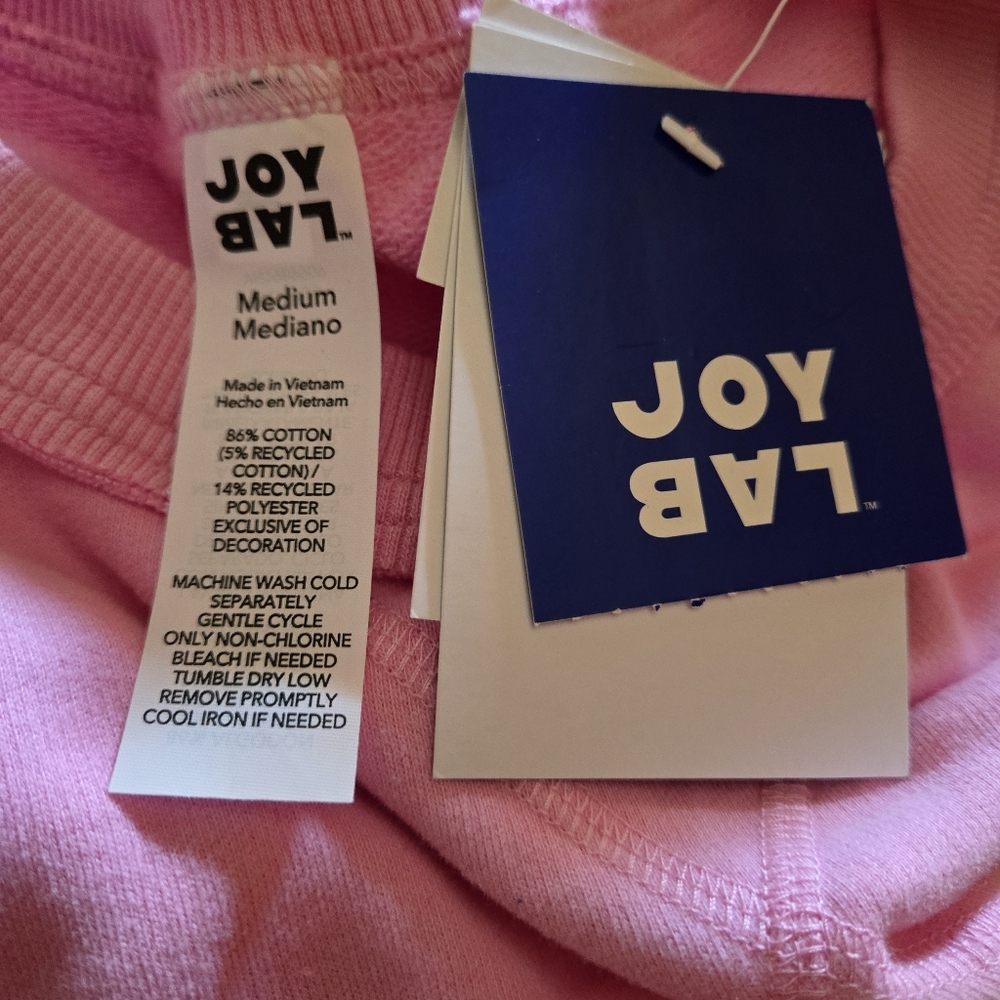 JOY
LAB™
Medium
Mediano
Made in Vietnam
Hecho en Vietnam
86% COTTON
(5% RECYCLED
COTTON) /
14% RECYCLED
POLYESTER
EXCLUSIVE OF
DECORATION
MACHINE WASH COLD
SEPARATELY
GENTLE CYCLE
ONLY NON-CHLORINE
BLEACH IF NEEDED
TUMBLE DRY LOW
REMOVE PROMPTLY
COOL IRON IF NEEDED
JOY
LAB™